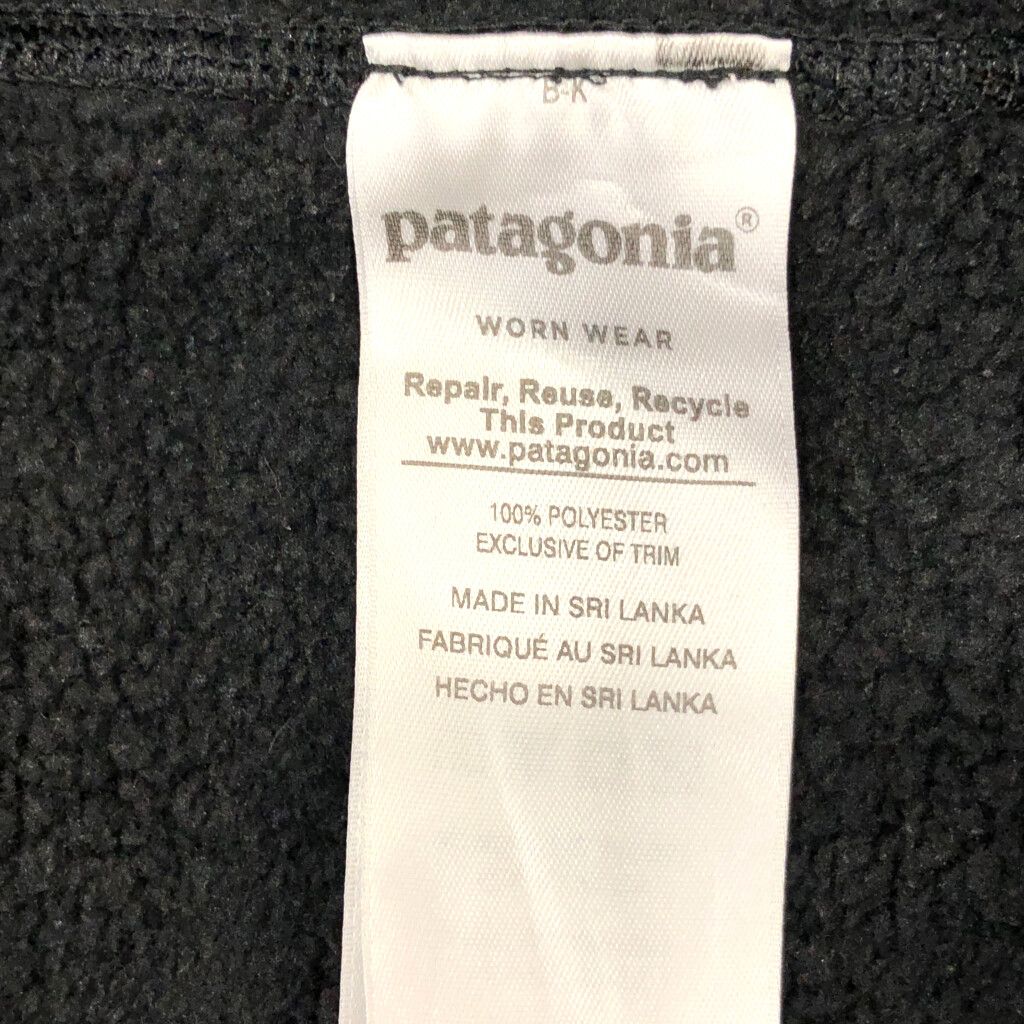 B-K
patagonia®
WORN WEAR
Repair, Reuse, Recycle
This Product
www.patagonia.com
100% POLYESTER
EXCLUSIVE OF TRIM
MADE IN SRI LANKA
FABRIQUÉ AU SRI LANKA
HECHO EN SRI LANKA